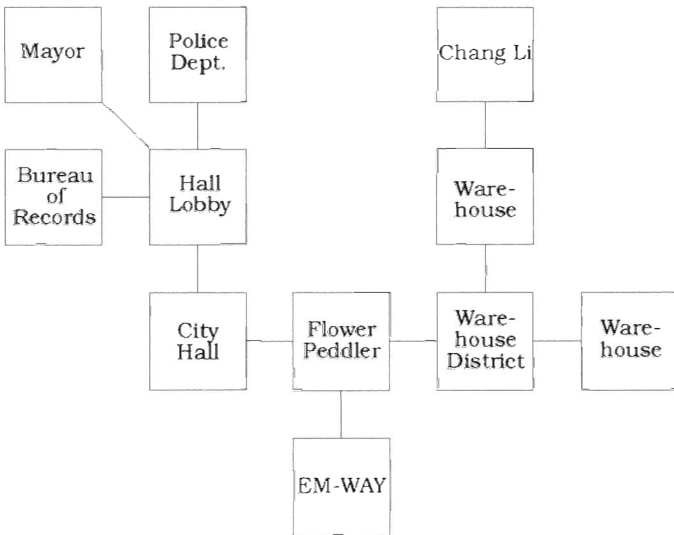 Mayor
Police
Dept.
Chang Li
Bureau
of
Records
Hall
Lobby
Ware-
house
City
Hall
Flower
Peddler
Ware-
house
District
Ware-
house
EM-WAY